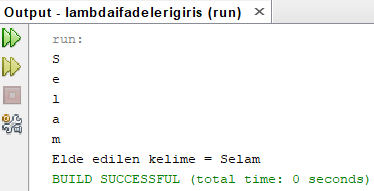 Output - lambdaifadelerigiris (run) ×
run:
S
e
l
a
m
Elde edilen kelime = Selam
BUILD SUCCESSFUL (total time: 0 seconds)